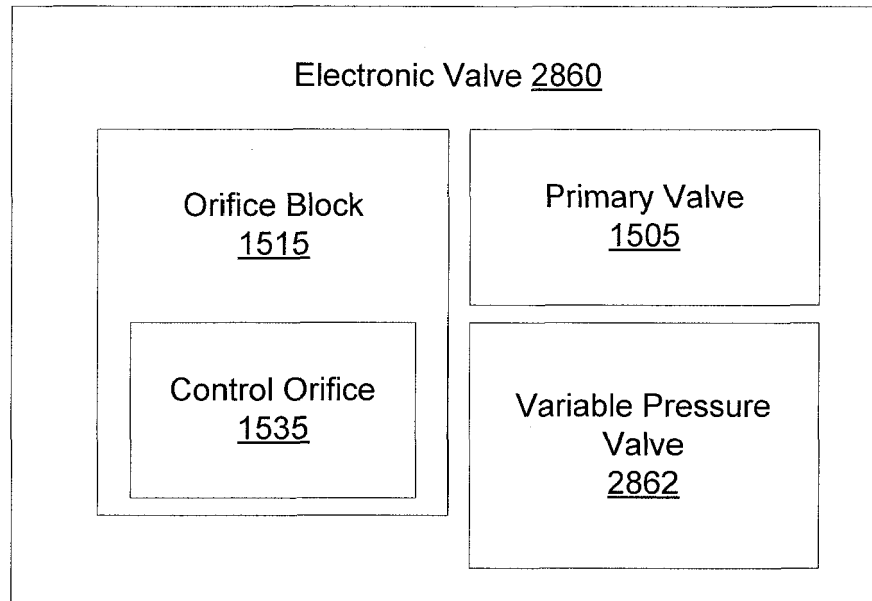 Electronic Valve 2860
Orifice Block
1515
Control Orifice
1535
Primary Valve
1505
Variable Pressure
Valve
2862